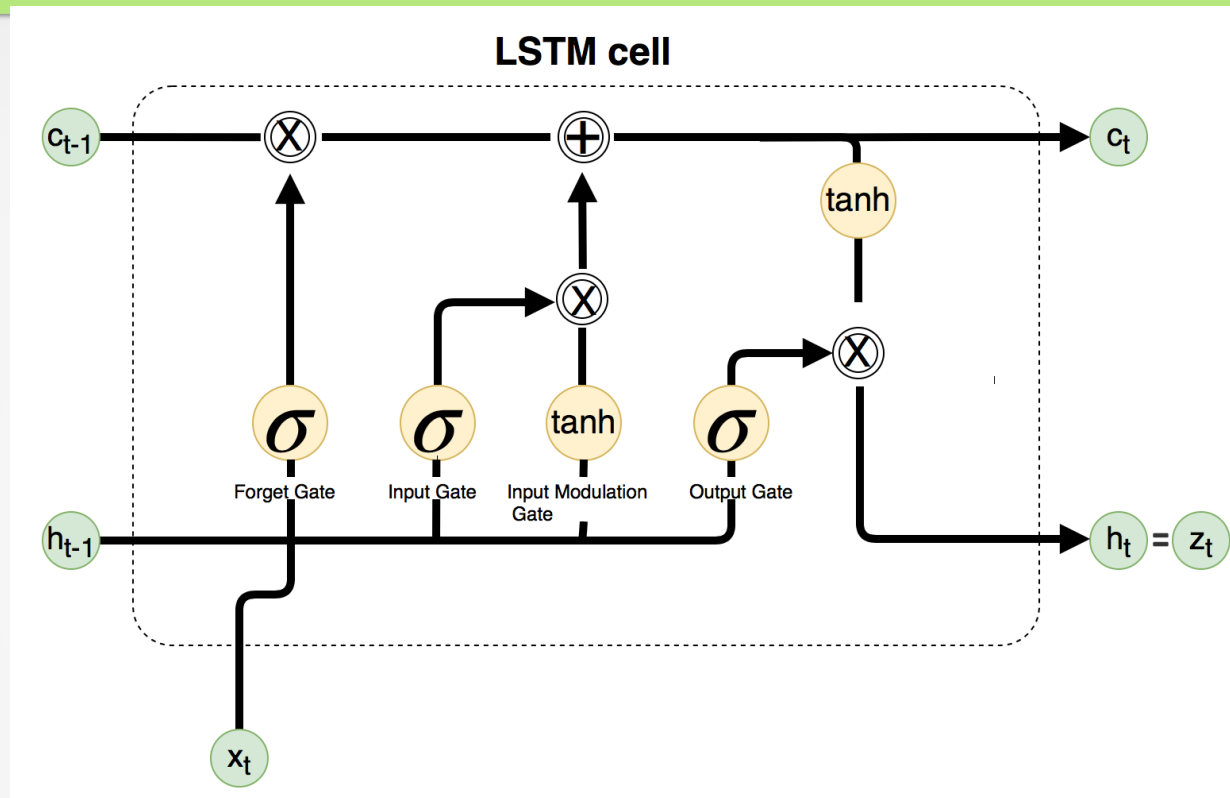 LSTM cell
ct-1
X
+
ct
tanh
X
X
σ
σ
tanh
σ
Forget Gate
Input Gate
Input Modulation
Gate
Output Gate
ht-1
ht = zt
xt